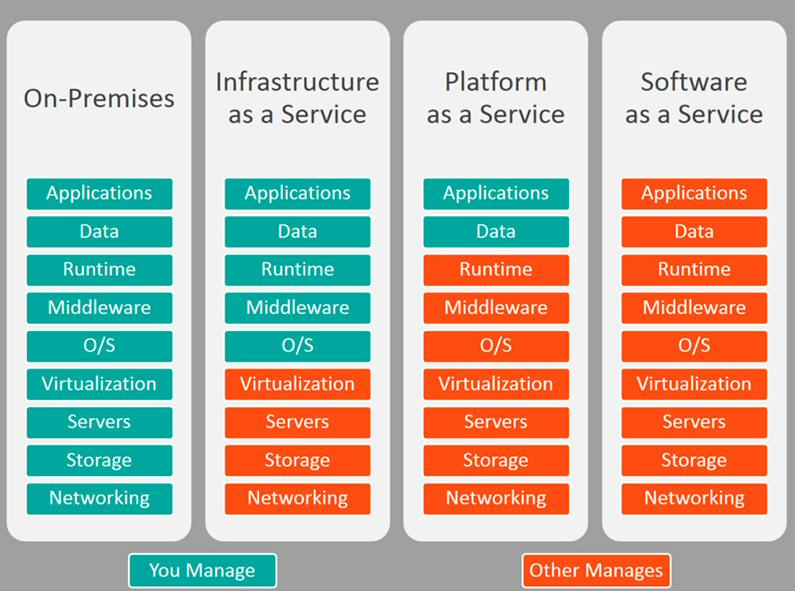 On-Premises
Applications
Data
Runtime
Middleware
O/S
Virtualization
Servers
Storage
Networking
Infrastructure
as a Service
Applications
Data
Runtime
Middleware
O/S
Virtualization
Servers
Storage
Networking
Platform
as a Service
Applications
Data
Runtime
Middleware
O/S
Virtualization
Servers
Storage
Networking
Software
as a Service
Applications
Data
Runtime
Middleware
O/S
Virtualization
Servers
Storage
Networking
You Manage
Other Manages